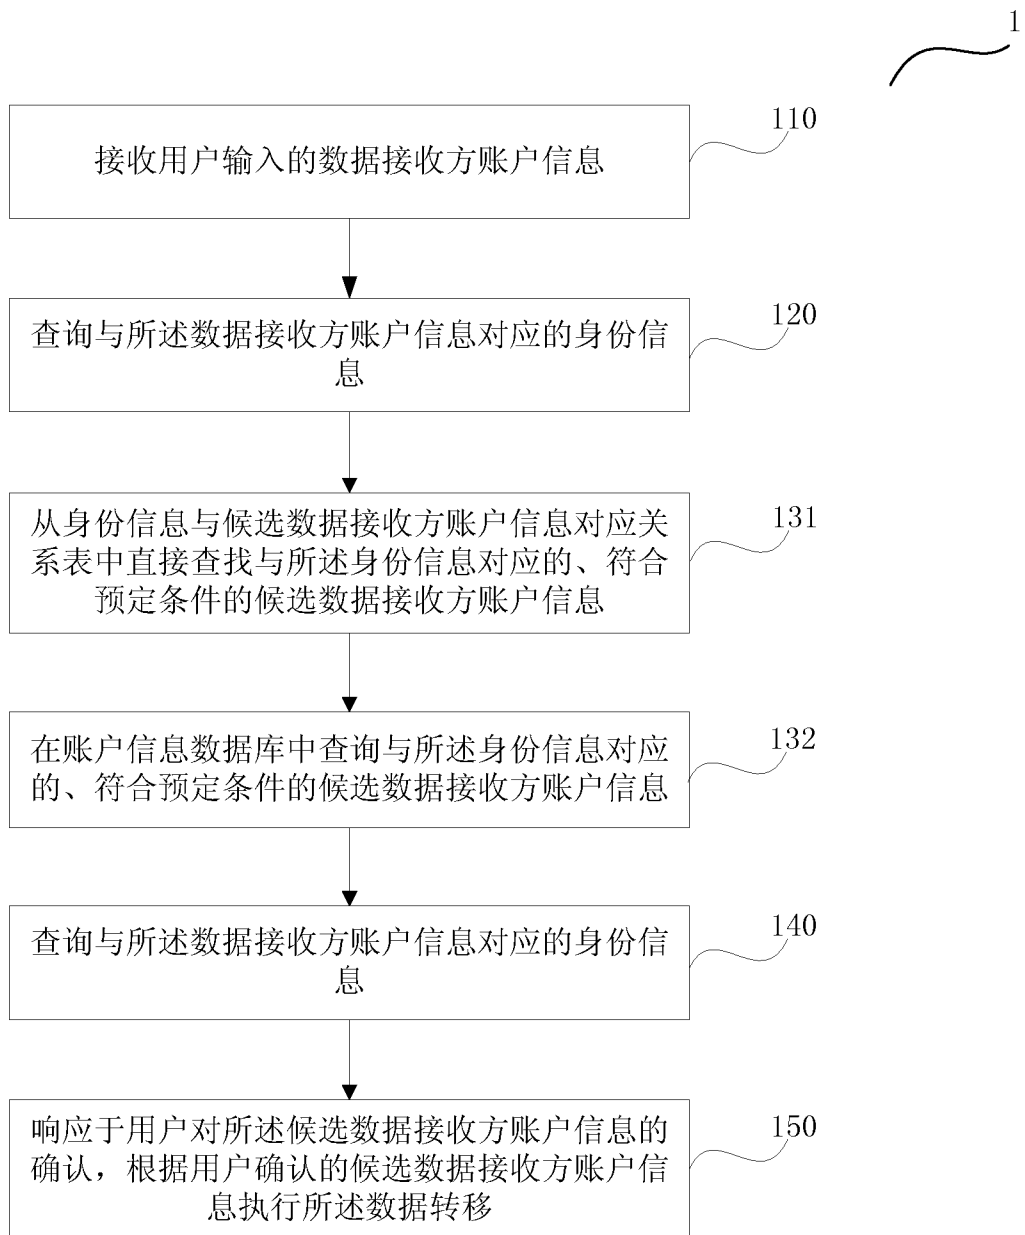 1
110
接收用户输入的数据接收方账户信息
120
查询与所述数据接收方账户信息对应的身份信
息
131
从身份信息与候选数据接收方账户信息对应关
系表中直接查找与所述身份信息对应的、符合
预定条件的候选数据接收方账户信息
132
在账户信息数据库中查询与所述身份信息对应
的、符合预定条件的候选数据接收方账户信息
140
查询与所述数据接收方账户信息对应的身份信
息
150
响应于用户对所述候选数据接收方账户信息的
确认，根据用户确认的候选数据接收方账户信
息执行所述数据转移